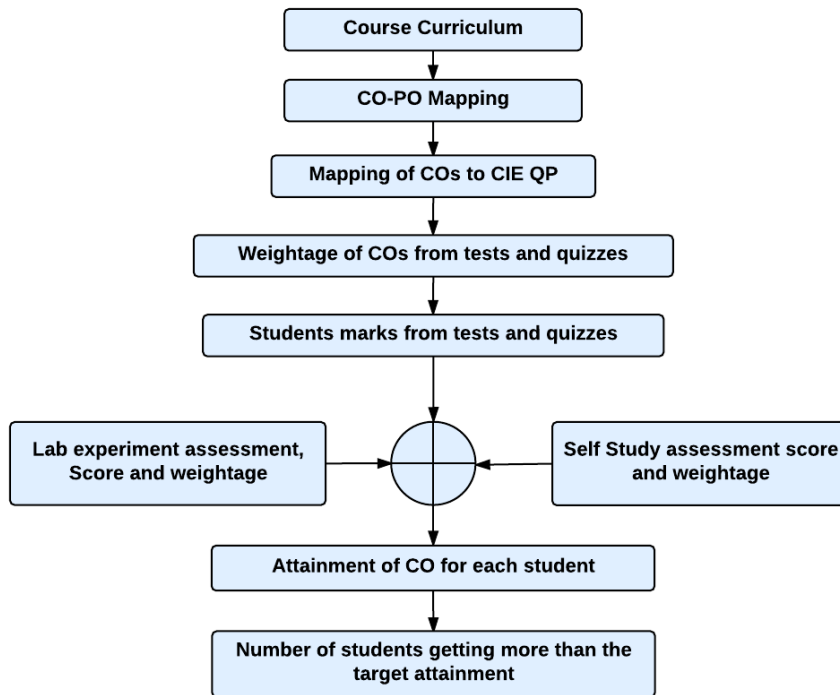 Course Curriculum
CO-PO Mapping
Mapping of COs to CIE QP
Weightage of COs from tests and quizzes
Students marks from tests and quizzes
Lab experiment assessment,
Score and weightage
Self Study assessment score
and weightage
Attainment of CO for each student
Number of students getting more than the
target attainment